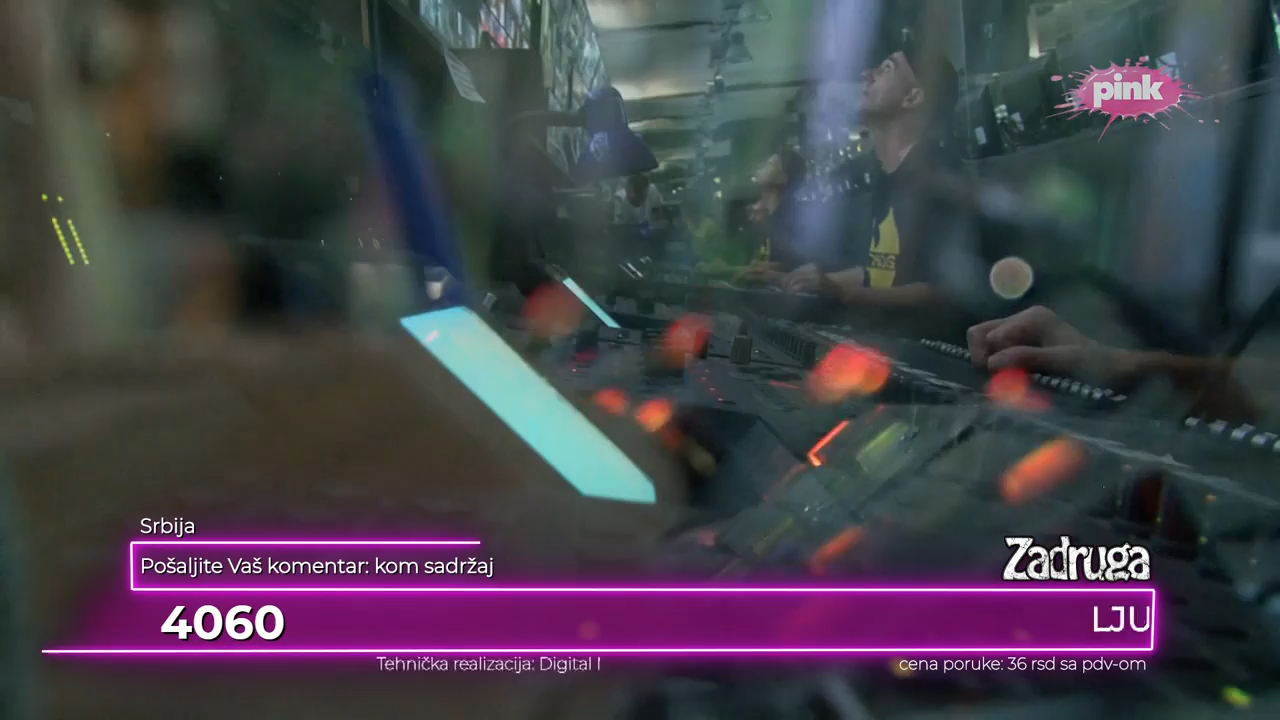 pink
Srbija
Pošaljite Vaš komentar: kom sadržaj
Zadruga
4060
LJU
Tehnička realizacija: Digital
cena poruke: 36 rsd sa pdv-om